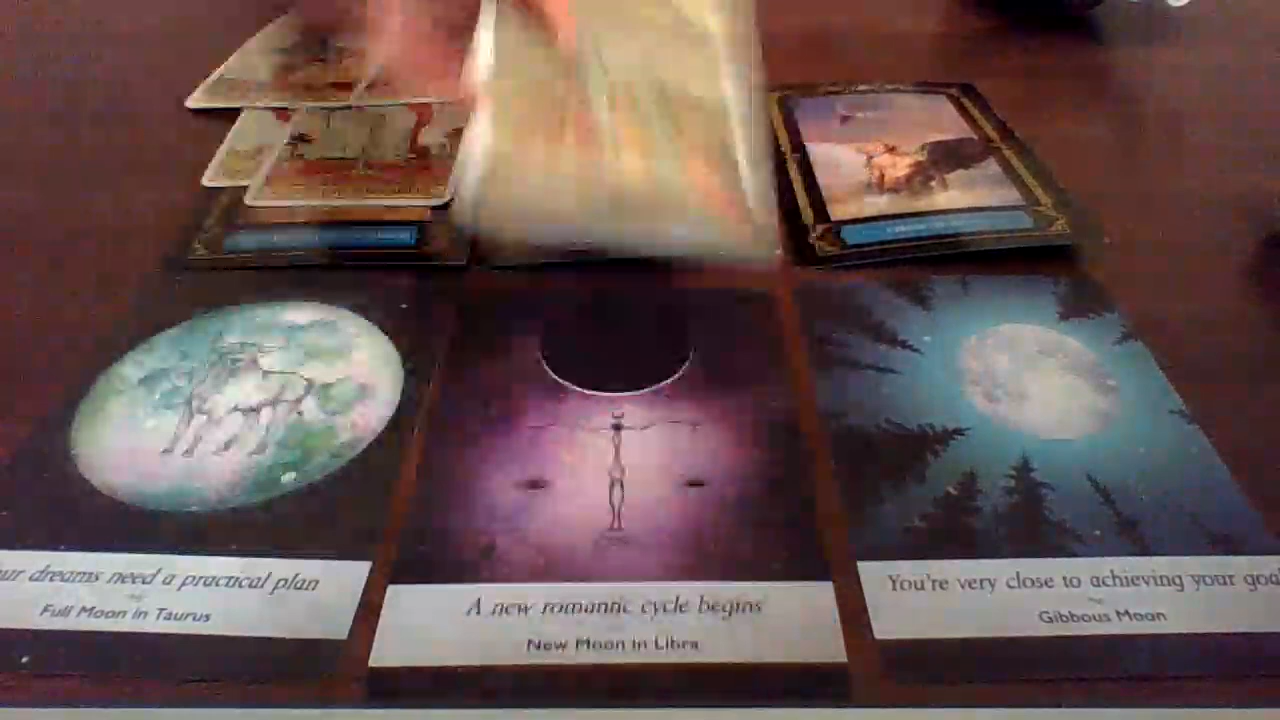 ur dreams need a practical plan
Full Moon in Taurus
A new romantic cycle begins
New Moon in Libra
You're very close to achieving your goa
Gibbous Moon